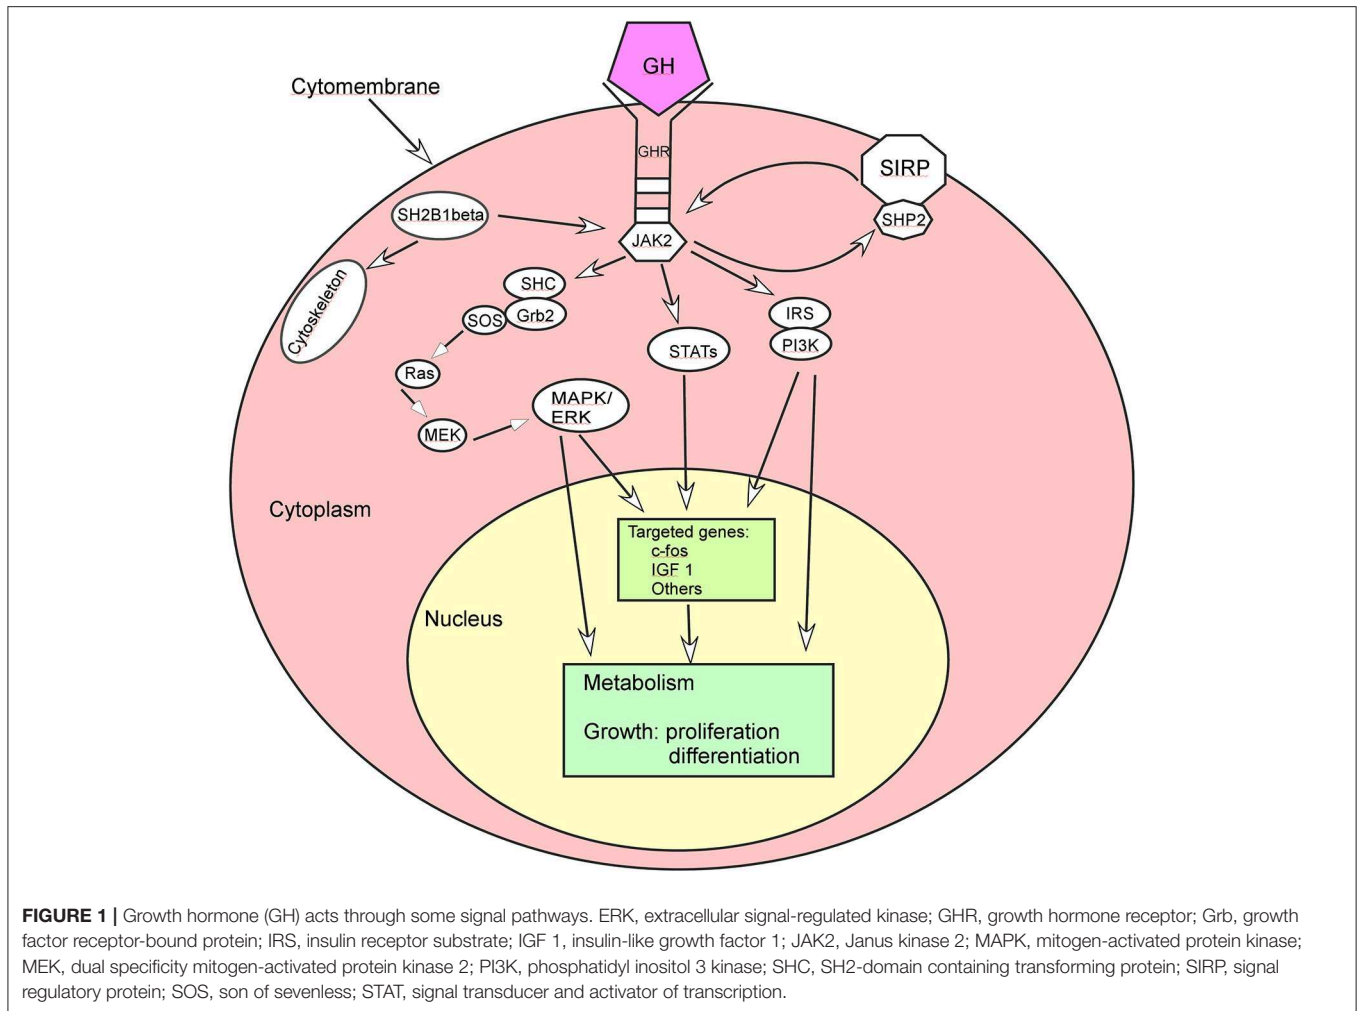 GH
Cytomembrane
GHR
SIRP
SHP2
SH2B1beta
JAK2
Cytoskeleton
SHC
Grb2
SOS
IRS
PI3K
STATs
Ras
MAPK/
ERK
MEK
Cytoplasm
Targeted genes:
c-fos
IGF 1
Others
Nucleus
Metabolism
Growth: proliferation
differentiation
FIGURE 1 | Growth hormone (GH) acts through some signal pathways. ERK, extracellular signal-regulated kinase; GHR, growth hormone receptor; Grb, growth
factor receptor-bound protein; IRS, insulin receptor substrate; IGF 1, insulin-like growth factor 1; JAK2, Janus kinase 2; MAPK, mitogen-activated protein kinase;
MEK, dual specificity mitogen-activated protein kinase 2; PI3K, phosphatidyl inositol 3 kinase; SHC, SH2-domain containing transforming protein; SIRP, signal
regulatory protein; SOS, son of sevenless; STAT, signal transducer and activator of transcription.